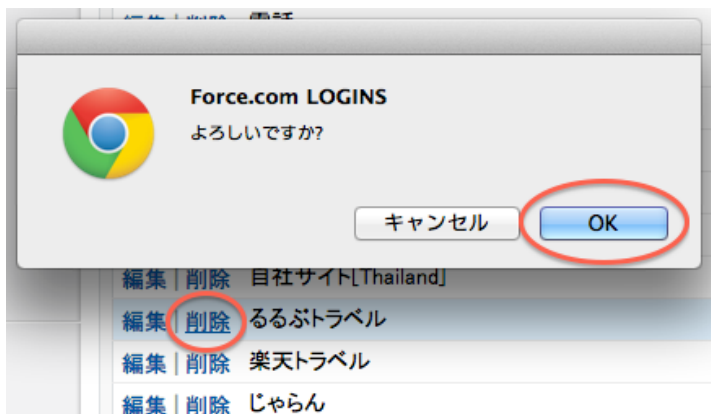 編集 | 削除 電話
Force.com LOGINS
よろしいですか?
キャンセル OK
編集 | 削除 自社サイト[Thailand]
編集 | 削除 るるぶトラベル
編集 | 削除 楽天トラベル
編集 | 削除 じゃらん